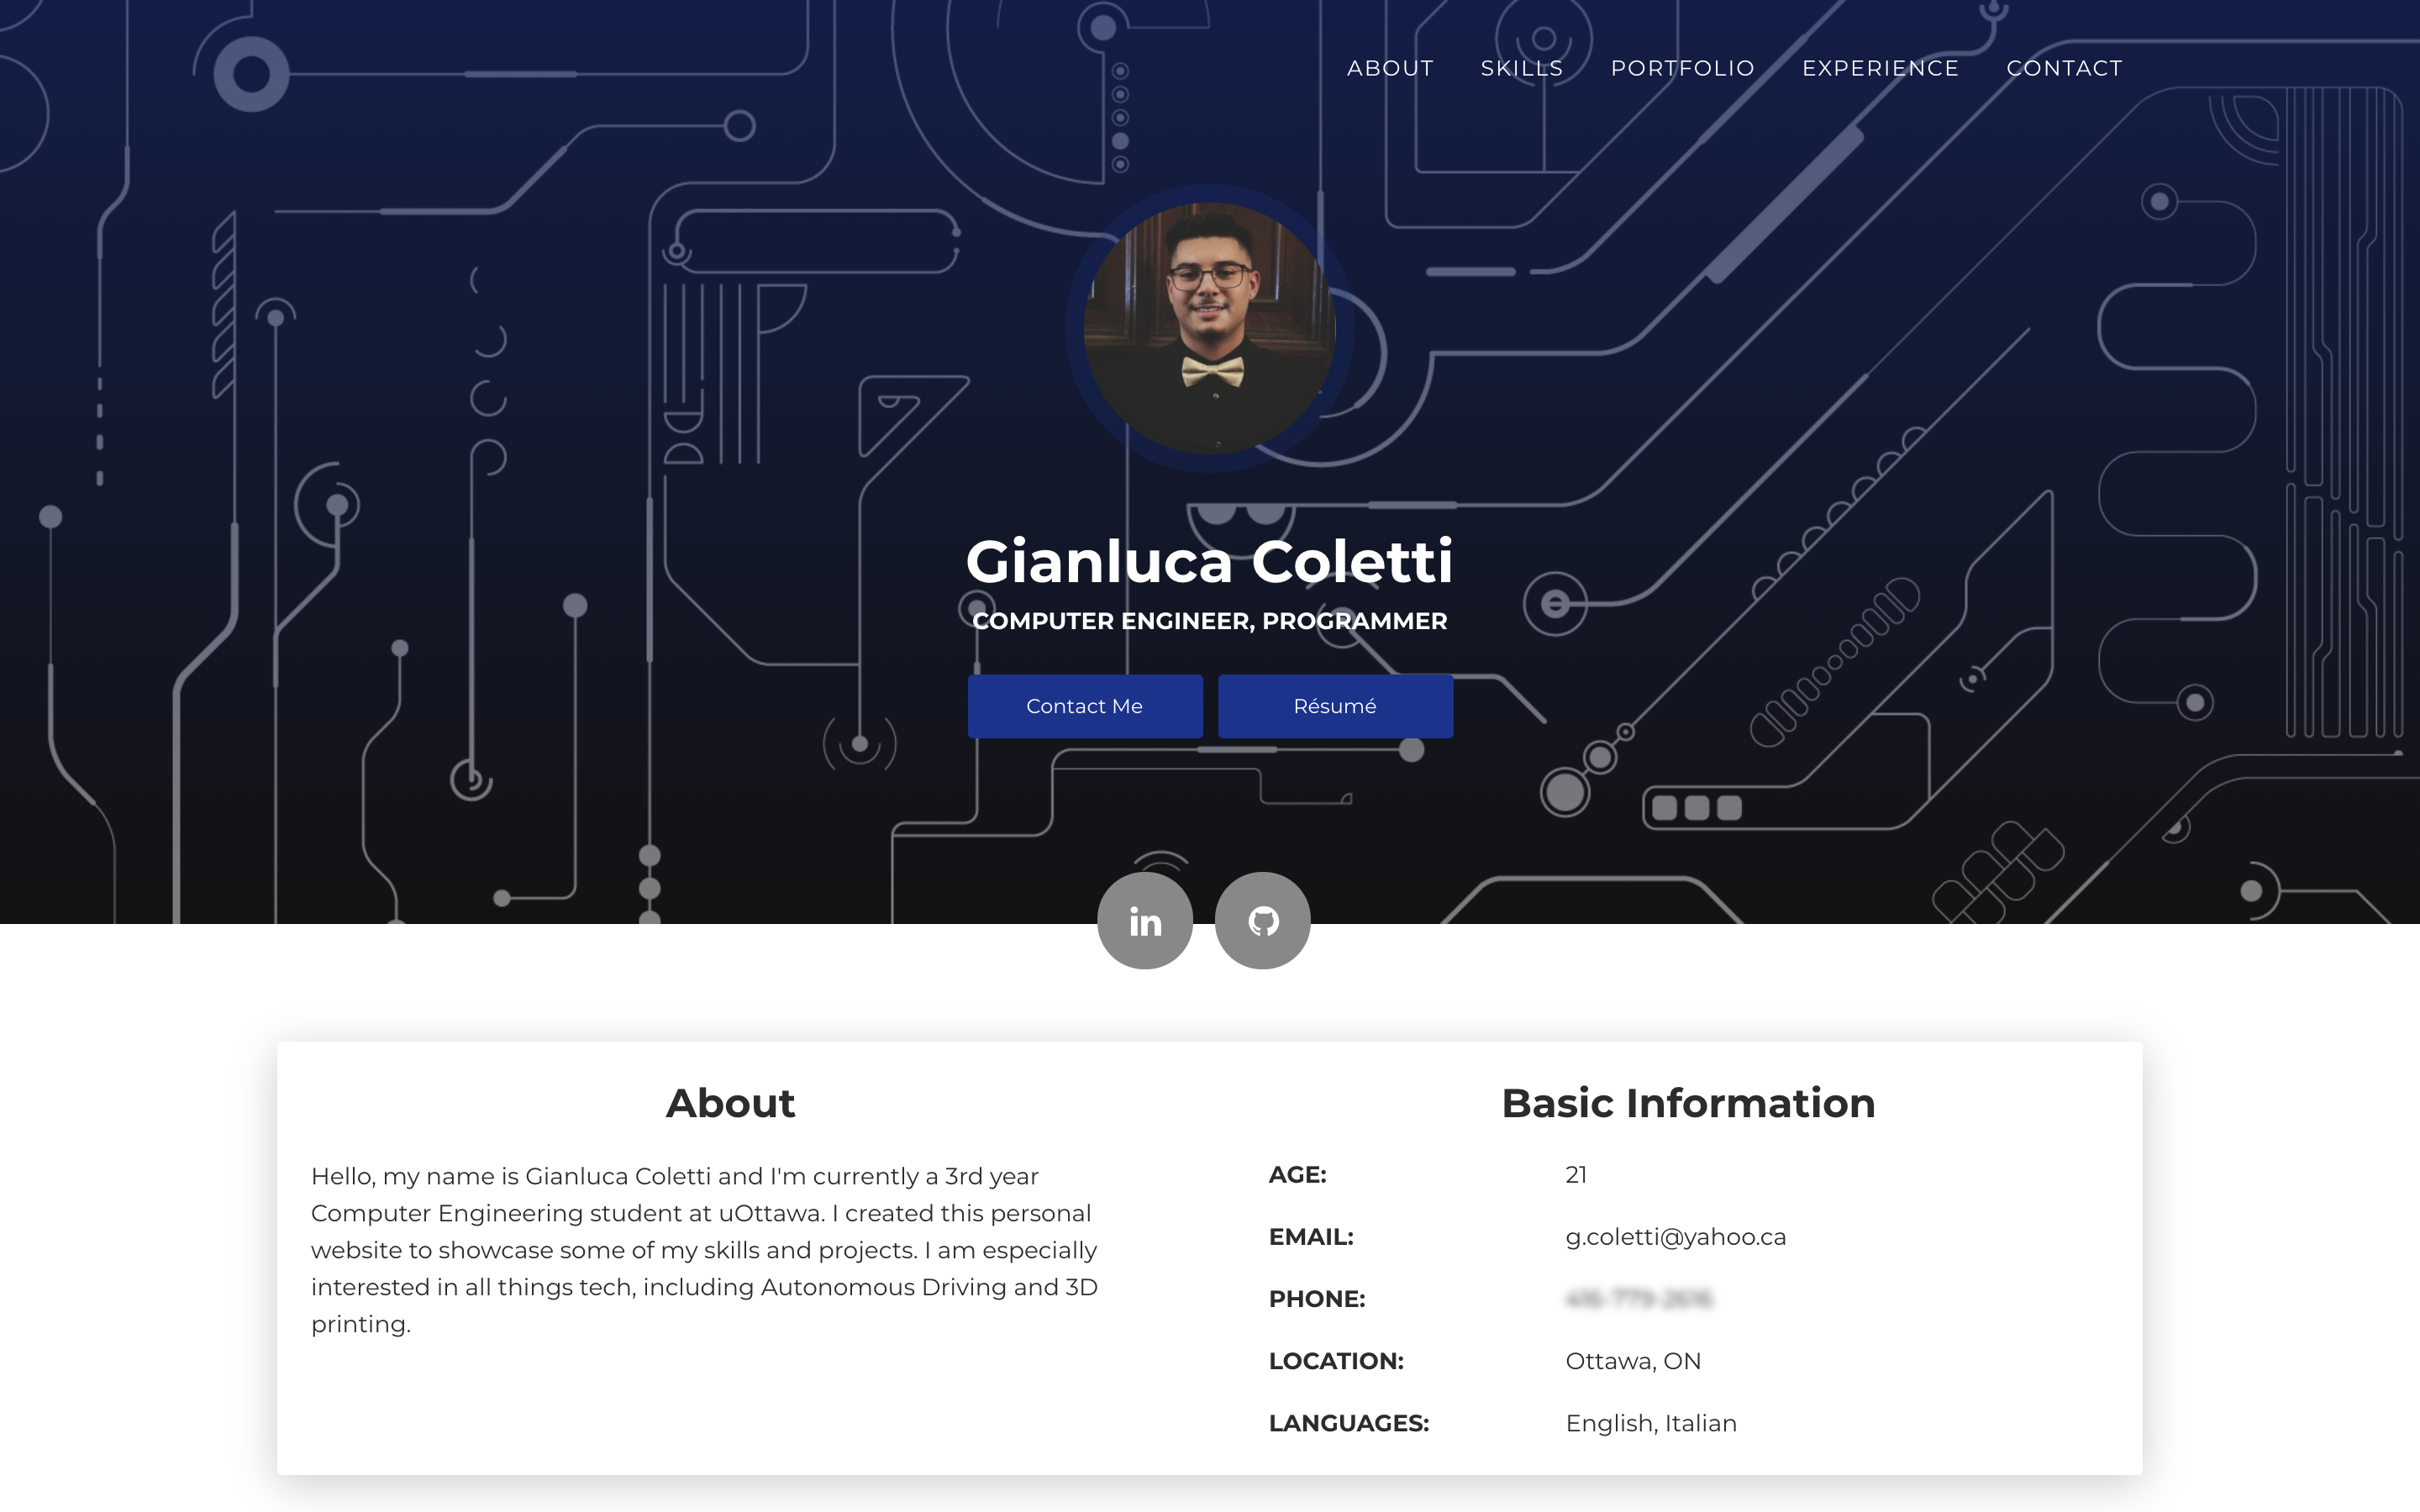 ABOUT SKILLS PORTFOLIO EXPERIENCE CONTACT
Gianluca Coletti
COMPUTER ENGINEER, PROGRAMMER
Contact Me Résumé
in
About
Hello, my name is Gianluca Coletti and I'm currently a 3rd year
Computer Engineering student at uOttawa. I created this personal
website to showcase some of my skills and projects. I am especially
interested in all things tech, including Autonomous Driving and 3D
printing.
Basic Information
AGE: 21
EMAIL: g.coletti@yahoo.ca
PHONE:
LOCATION: Ottawa, ON
LANGUAGES: English, Italian